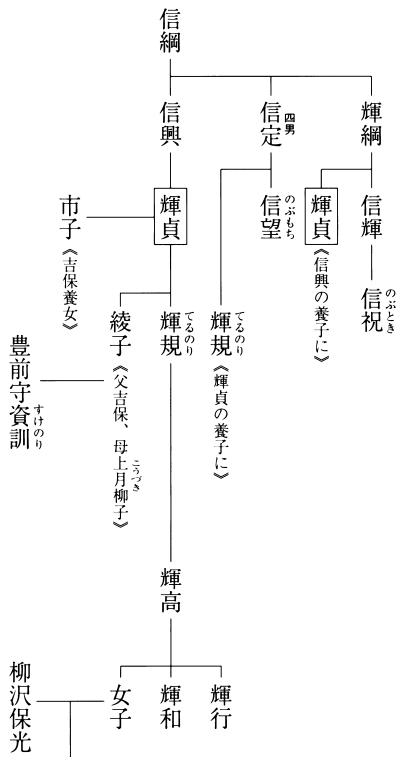 信綱
輝綱
信定
四男
信興
信輝
輝貞
《信興の養子に》
信望
のぶもち
輝貞
市子
《吉保養女》
信祝
のぶとき
輝規
てるのり
《輝貞の養子に》
輝規
てるのり
綾子
《父吉保、母上月柳子》
こうづき
豊前守資訓
すけのり
輝高
輝行
輝和
女子
柳沢保光